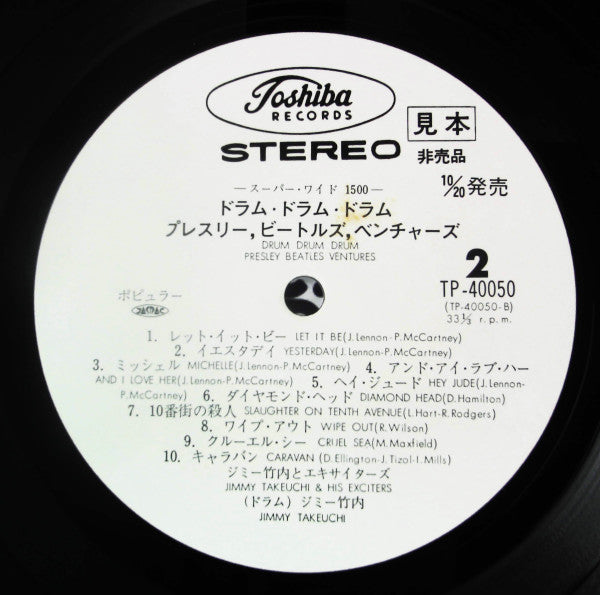 Toshiba
RECORDS
STEREO
見本
非売品
10/20発売
—スーパー・ワイド 1500—
ドラム・ドラム・ドラム
プレスリー,ビートルズ,ベンチャーズ
DRUM DRUM DRUM
PRESLEY BEATLES VENTURES
2
TP-40050
(TP-40050-B)
33⅓ r.p.m.
ポピュラー
JASRAC
1. レット・イット・ビー LET IT BE(J.Lennon-P.McCartney)
2. イエスタデイ YESTERDAY(J.Lennon-P.McCartney)
3. ミッシェル MICHELLE(J.Lennon-P.McCartney) 4. アンド・アイ・ラブ・ハー
AND I LOVE HER(J.Lennon-P.McCartney) 5. ヘイ・ジュード HEY JUDE(J.Lennon-
P.McCartney) 6. ダイヤモンド・ヘッド DIAMOND HEAD(D.Hamilton)
7. 10番街の殺人 SLAUGHTER ON TENTH AVENUE(L.Hart-R.Rodgers)
8. ワイプ・アウト WIPE OUT(R.Wilson)
9. クルーエル・シー CRUEL SEA(M.Maxfield)
10. キャラバン CARAVAN (D.Ellington-J.Tizol-I.Mills)
ジミー竹内とエキサイターズ
JIMMY TAKEUCHI & HIS EXCITERS
(ドラム) ジミー竹内
JIMMY TAKEUCHI